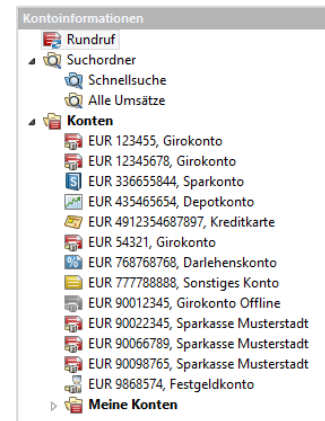 Kontoinformationen
Rundruf
Suchordner
Schnellsuche
Alle Umsätze
Konten
EUR 123455, Girokonto
EUR 12345678, Girokonto
EUR 336655844, Sparkonto
EUR 435465654, Depotkonto
EUR 4912354687897, Kreditkarte
EUR 54321, Girokonto
EUR 768768768, Darlehenskonto
EUR 777788888, Sonstiges Konto
EUR 90012345, Girokonto Offline
EUR 90022345, Sparkasse Musterstadt
EUR 90066789, Sparkasse Musterstadt
EUR 90098765, Sparkasse Musterstadt
EUR 9868574, Festgeldkonto
Meine Konten